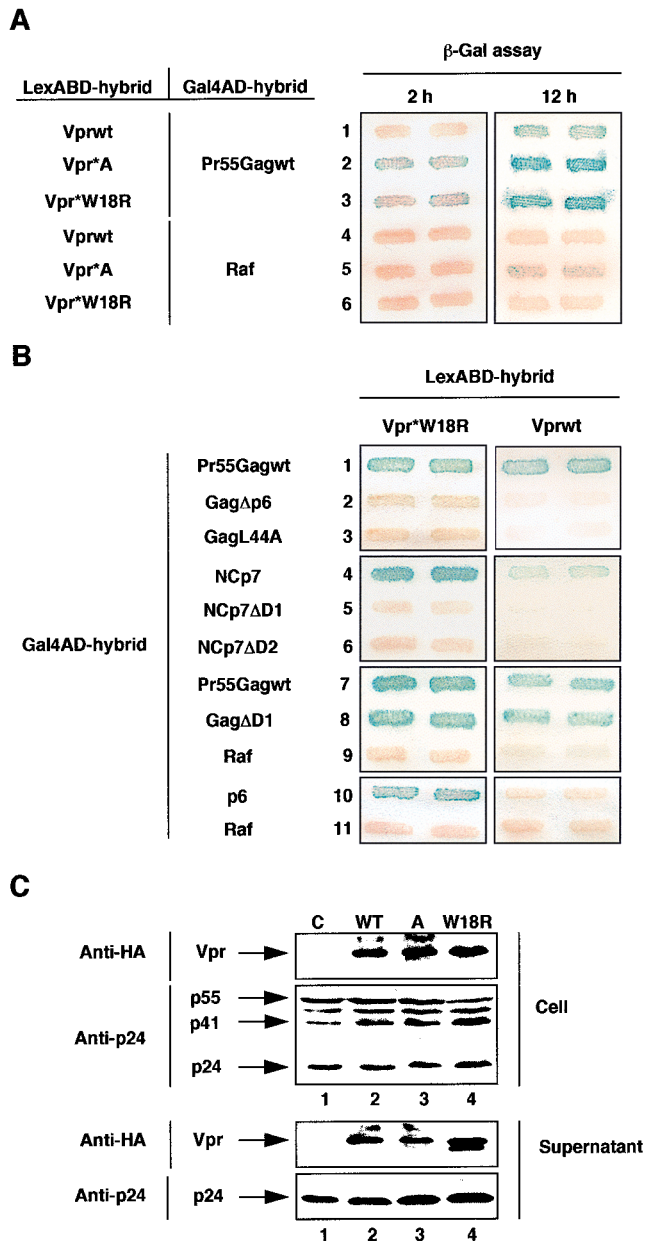 A
β-Gal assay
LexABD-hybrid Gal4AD-hybrid 2 h 12 h
Vprwt 1
Vpr*A Pr55Gagwt 2
Vpr*W18R 3
Vprwt 4
Vpr*A Raf 5
Vpr*W18R 6
B
LexABD-hybrid
Vpr*W18R Vprwt
Pr55Gagwt 1
GagΔp6 2
GagL44A 3
NCp7 4
NCp7ΔD1 5
Gal4AD-hybrid NCp7ΔD2 6
Pr55Gagwt 7
GagΔD1 8
Raf 9
p6 10
Raf 11
C
C WT A W18R
Anti-HA Vpr
Cell
p55
Anti-p24 p41
p24
1 2 3 4
Anti-HA Vpr Supernatant
Anti-p24 p24
1 2 3 4